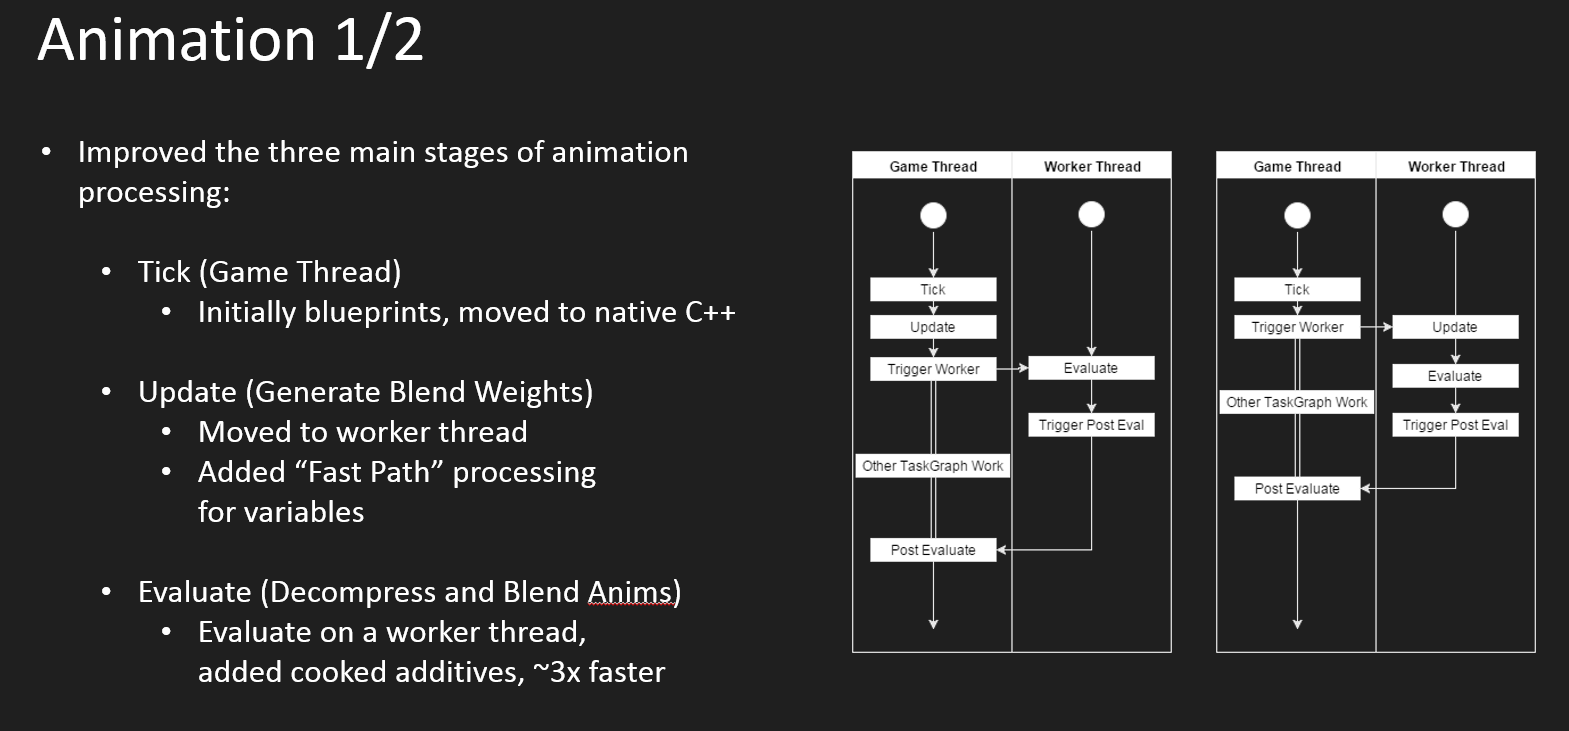 Animation 1/2
• Improved the three main stages of animation
processing:
• Tick (Game Thread)
• Initially blueprints, moved to native C++
• Update (Generate Blend Weights)
• Moved to worker thread
• Added “Fast Path” processing
for variables
• Evaluate (Decompress and Blend Anims)
• Evaluate on a worker thread,
added cooked additives, ~3x faster
Game Thread
Worker Thread
Tick
Update
Trigger Worker
Evaluate
Trigger Post Eval
Other TaskGraph Work
Post Evaluate
Game Thread
Worker Thread
Tick
Trigger Worker
Update
Evaluate
Other TaskGraph Work
Trigger Post Eval
Post Evaluate